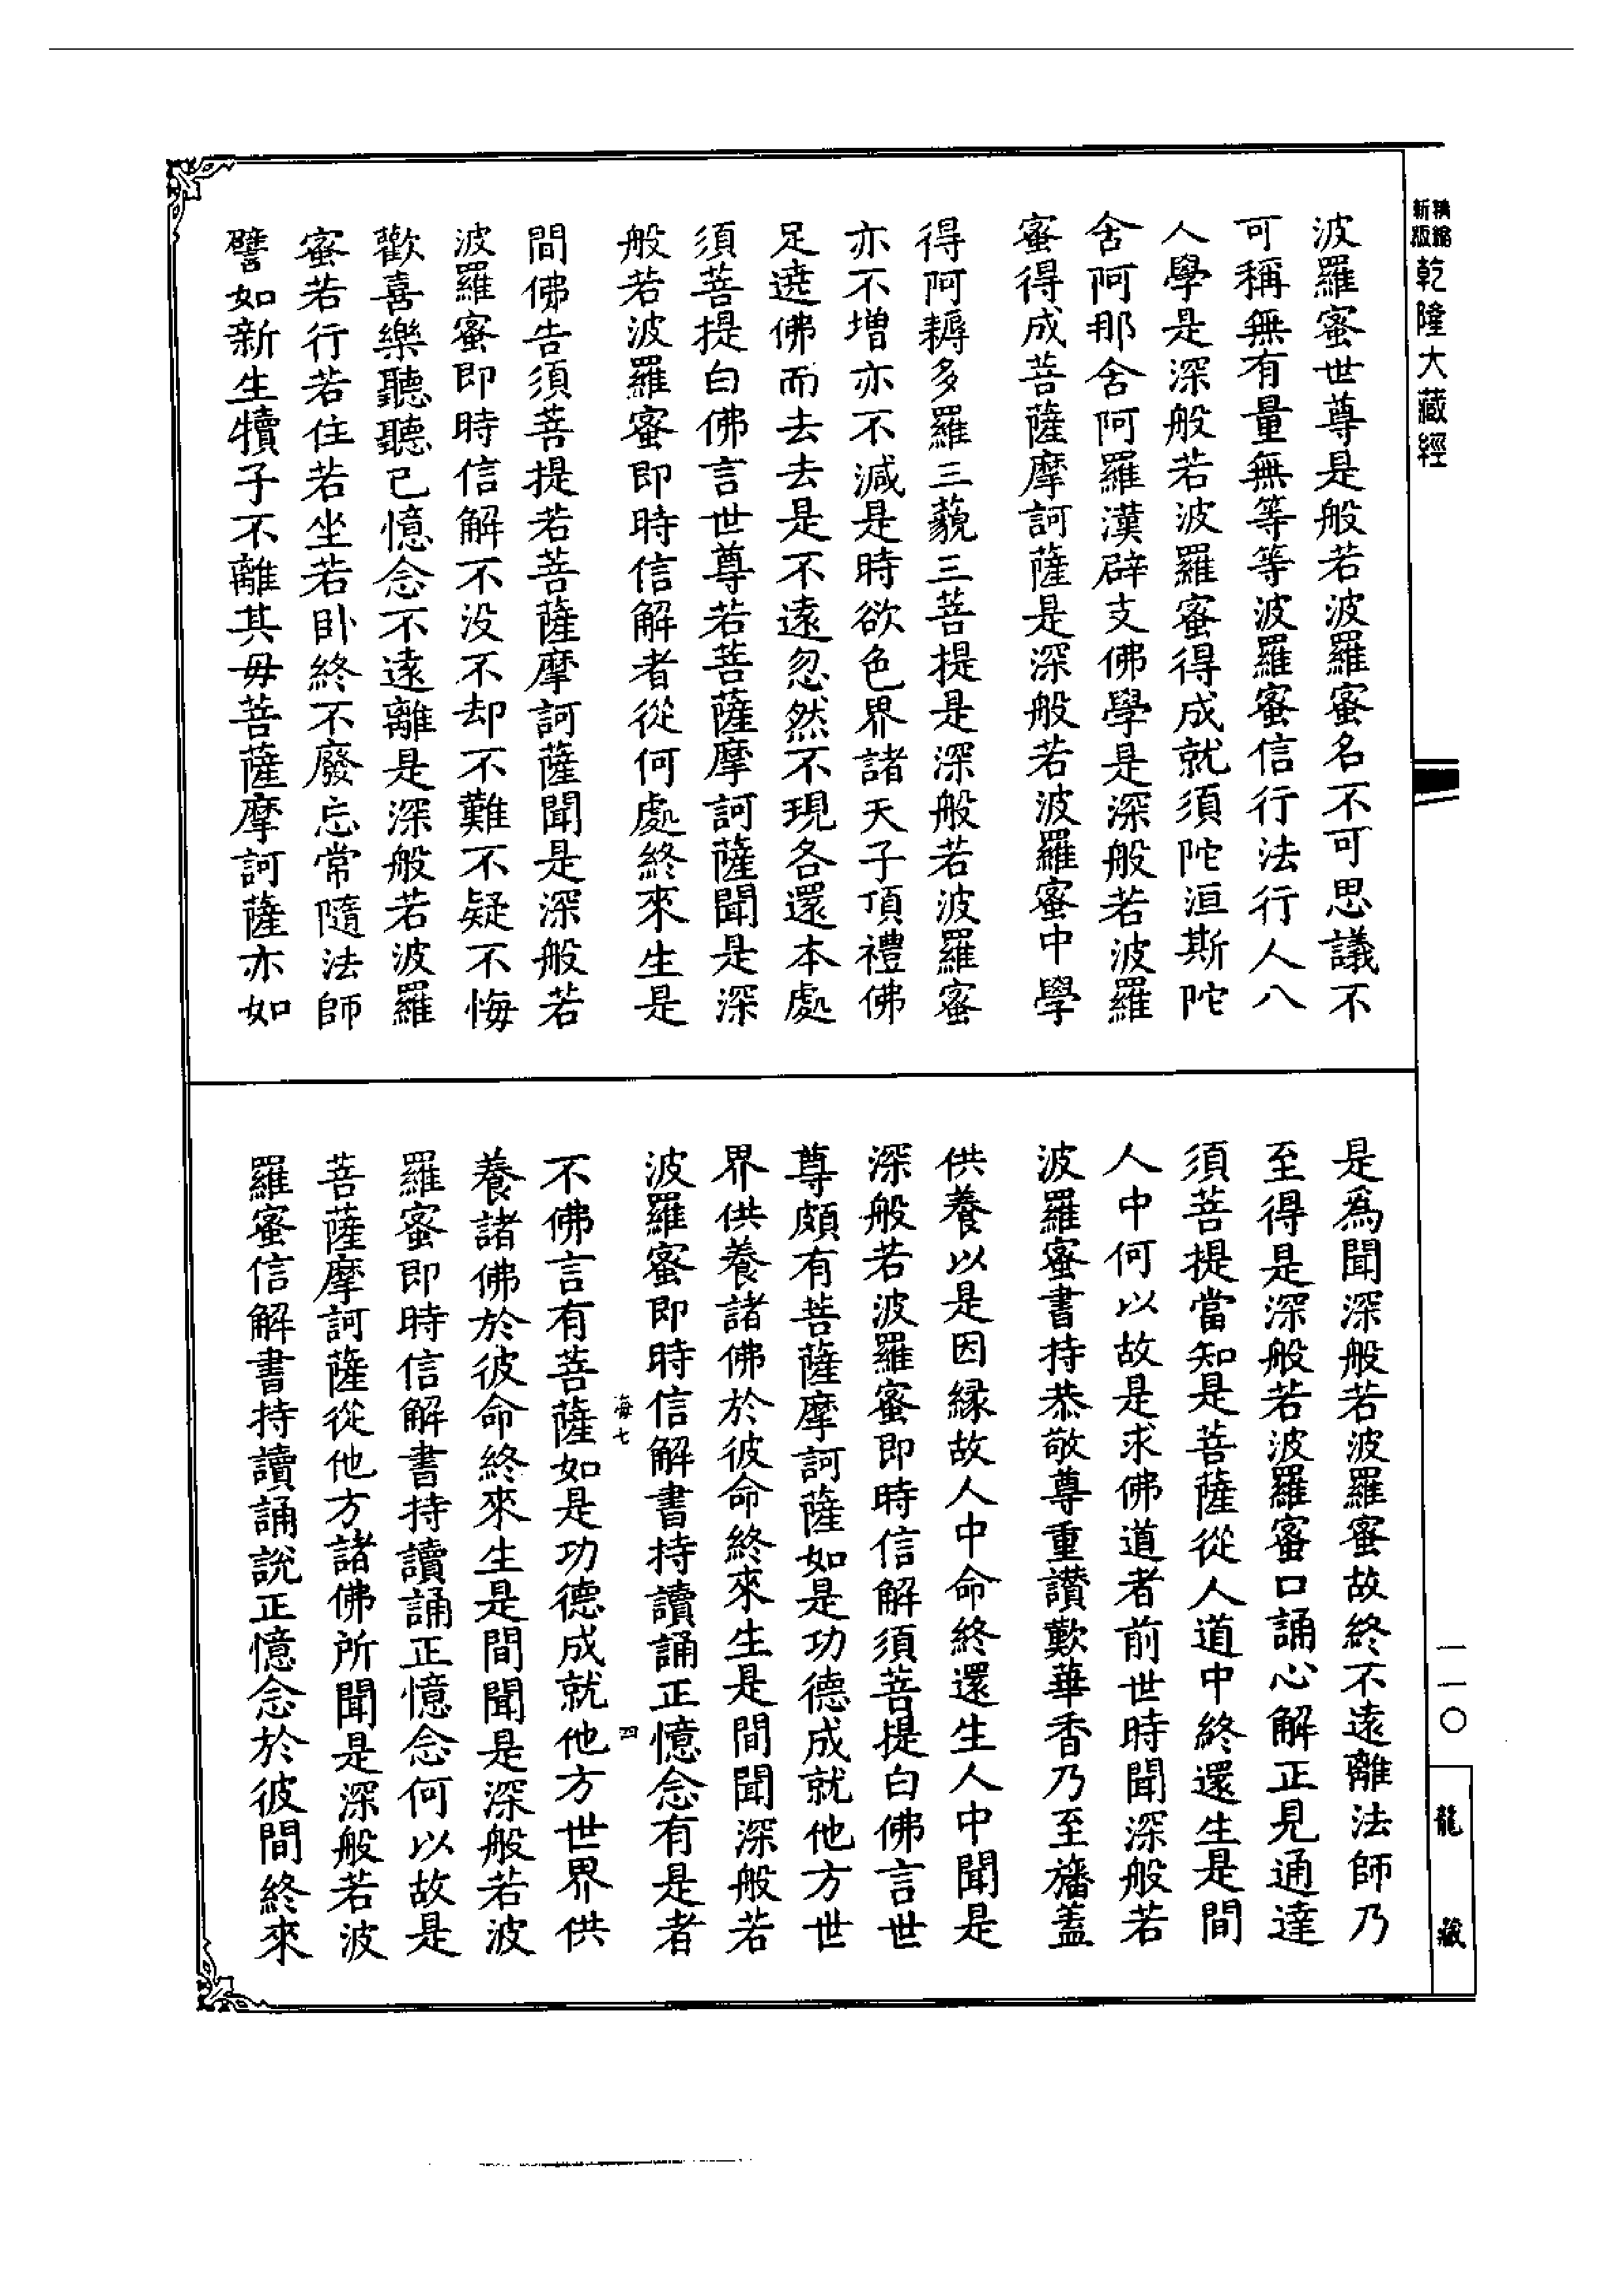 新版精縮乾隆大藏經
波羅蜜世尊是般若波羅蜜名不可思議不
可稱無有量無等等波羅蜜信行法行人八
人學是深般若波羅蜜得成就須陀洹斯陀
含阿那含阿羅漢辟支佛學是深般若波羅
蜜得成菩薩摩訶薩是深般若波羅蜜中學
得阿耨多羅三藐三菩提是深般若波羅蜜
亦不增亦不減是時欲色界諸天子頂禮佛
足遶佛而去去是不遠忽然不現各還本處
須菩提白佛言世尊若菩薩摩訶薩聞是深
般若波羅蜜即時信解者從何處終來生是
間佛告須菩提若菩薩摩訶薩聞是深般若
波羅蜜即時信解不没不却不難不疑不悔
歡喜樂聽聽已憶念不遠離是深般若波羅
蜜若行若住若坐若卧終不廢忘常隨法師
譬如新生犢子不離其毋菩薩摩訶薩亦如
是為聞深般若波羅蜜故終不遠離法師乃
至得是深般若波羅蜜口誦心解正見通達
須菩提當知是菩薩從人道中終還生是間
人中何以故是求佛道者前世時聞深般若
波羅蜜書持恭敬尊重讃歎華香乃至旛蓋
供養以是因緣故人中命終還生人中聞是
深般若波羅蜜即時信解須菩提白佛言世
尊頗有菩薩摩訶薩如是功德成就他方世
界供養諸佛於彼命終來生是間聞深般若
波羅蜜即時信解書持讀誦正憶念有是者
海七 四
不佛言有菩薩如是功德成就他方世界供
養諸佛於彼命終來生是間聞是深般若波
羅蜜即時信解書持讀誦正憶念何以故是
菩薩摩訶薩從他方諸佛所聞是深般若波
羅蜜信解書持讀誦說正憶念於彼間終來
一一〇
龍藏